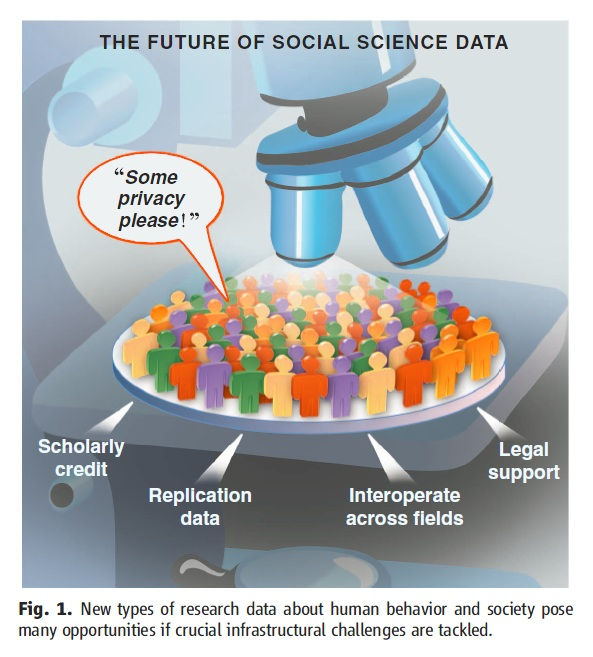 THE FUTURE OF SOCIAL SCIENCE DATA
“Some
privacy
please!”
Scholarly
credit
Replication
data
Interoperate
across fields
Legal
support
Fig. 1. New types of research data about human behavior and society pose
many opportunities if crucial infrastructural challenges are tackled.